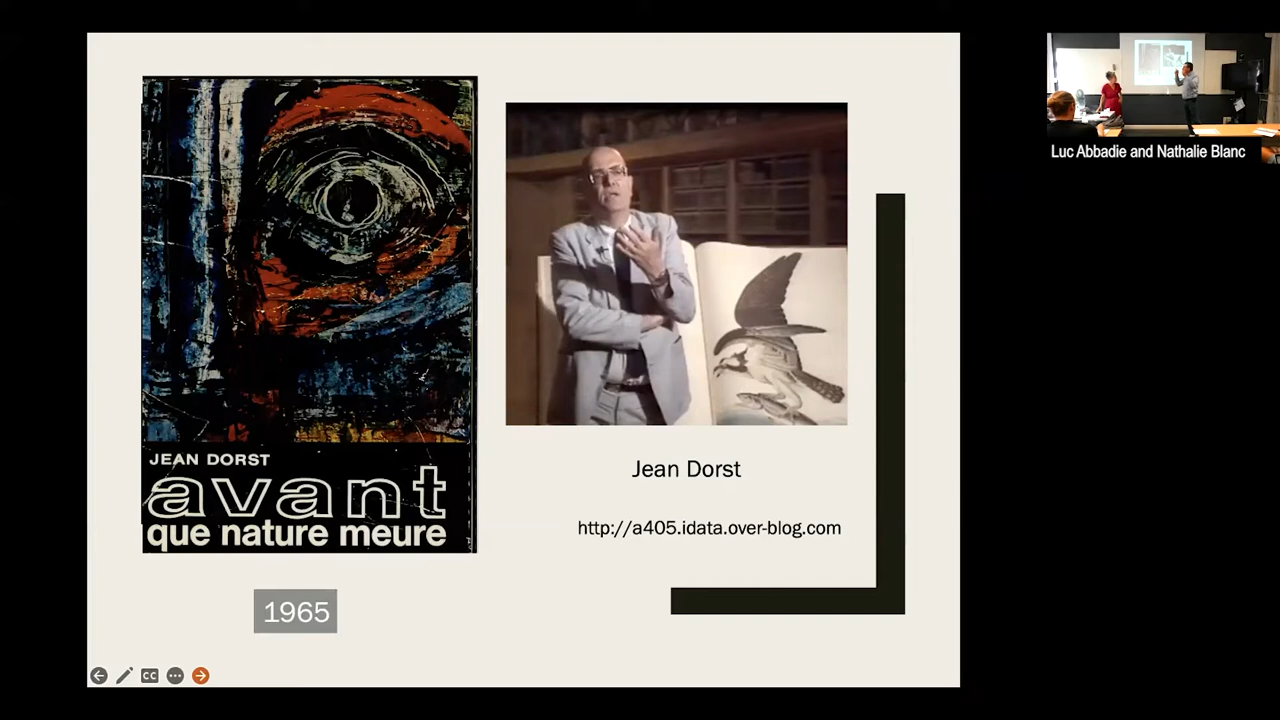 JEAN DORST
avant
que nature meure
1965
Jean Dorst
http://a405.idata.over-blog.com
CC
Luc Abbadie and Nathalie Blanc